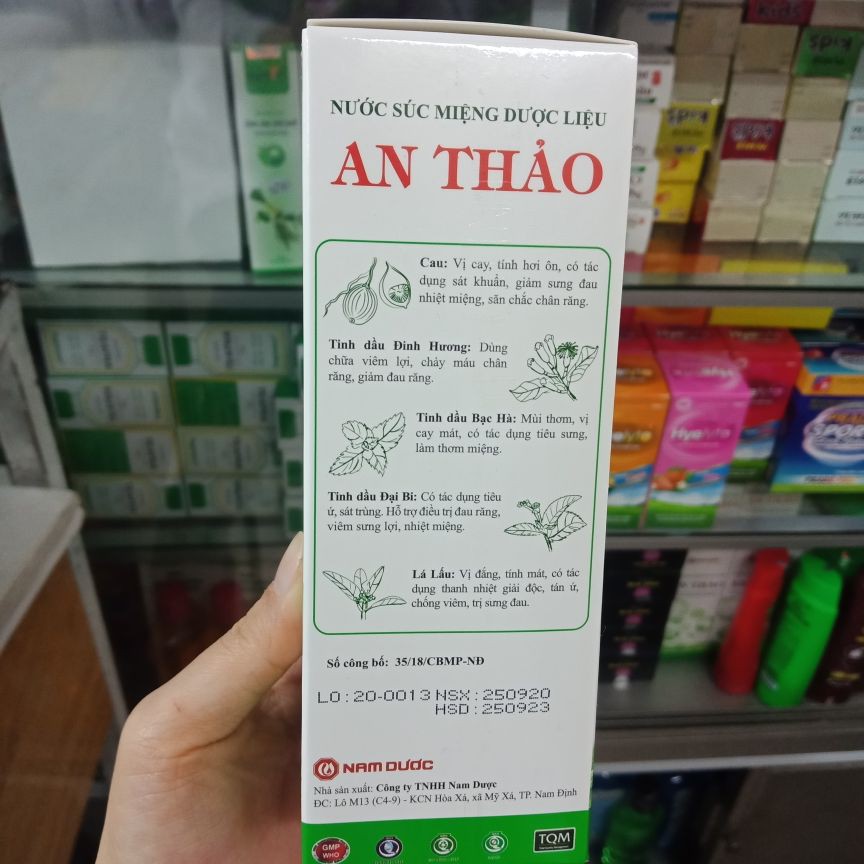 NƯỚC SÚC MIỆNG DƯỢC LIỆU
AN THẢO
Cau: Vị cay, tính hơi ôn, có tác
dụng sát khuẩn, giảm sưng đau
nhiệt miệng, săn chắc chân răng.
Tinh dầu Đinh Hương: Dùng
chữa viêm lợi, chảy máu chân
răng, giảm đau răng.
Tinh dầu Bạc Hà: Mùi thơm, vị
cay mát, có tác dụng tiêu sưng,
làm thơm miệng.
Tinh dầu Đại Bi: Có tác dụng tiêu
ứ, sát trùng. Hỗ trợ điều trị đau răng,
viêm sưng lợi, nhiệt miệng.
Lá Lấu: Vị đắng, tính mát, có tác
dụng thanh nhiệt giải độc, tán ứ,
chống viêm, trị sưng đau.
Số công bố: 35/18/CBMP-NĐ
LO : 20-0013 NSX : 250920
HSD : 250923
NAM DƯỢC
Nhà sản xuất: Công ty TNHH Nam Dược
ĐC: Lô M13 (C4-9) - KCN Hòa Xá, xã Mỹ Xá, TP. Nam Định
GMP
WHO
TQM
kids
Kids
Kids
HyeMo
SPOR